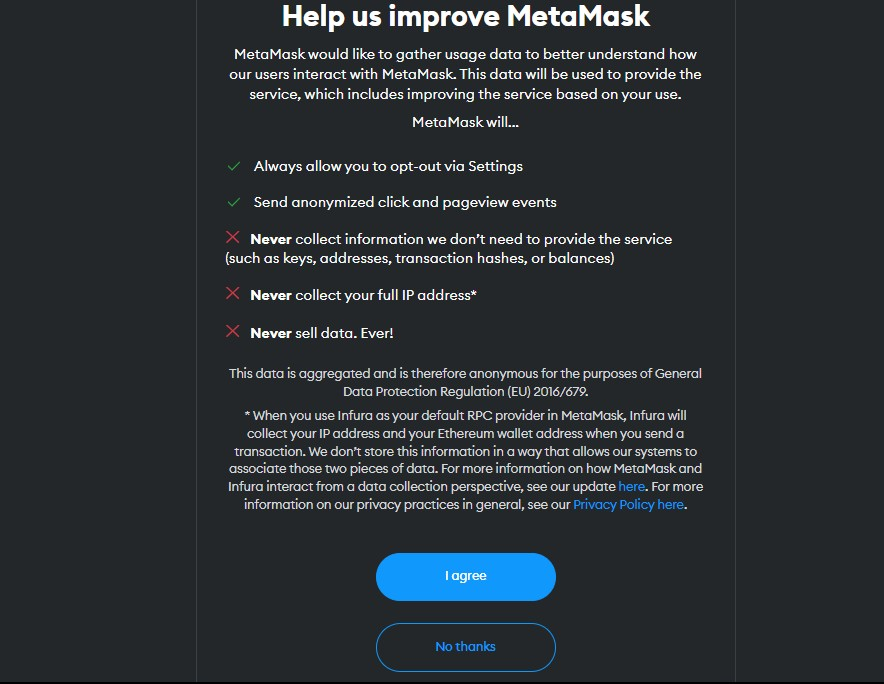 Help us improve MetaMask
MetaMask would like to gather usage data to better understand how
our users interact with MetaMask. This data will be used to provide the
service, which includes improving the service based on your use.
MetaMask will...
Always allow you to opt-out via Settings
Send anonymized click and pageview events
Never collect information we don’t need to provide the service
(such as keys, addresses, transaction hashes, or balances)
Never collect your full IP address*
Never sell data. Ever!
This data is aggregated and is therefore anonymous for the purposes of General
Data Protection Regulation (EU) 2016/679.
* When you use Infura as your default RPC provider in MetaMask, Infura will
collect your IP address and your Ethereum wallet address when you send a
transaction. We don’t store this information in a way that allows our systems to
associate those two pieces of data. For more information on how MetaMask and
Infura interact from a data collection perspective, see our update here. For more
information on our privacy practices in general, see our Privacy Policy here.
I agree
No thanks